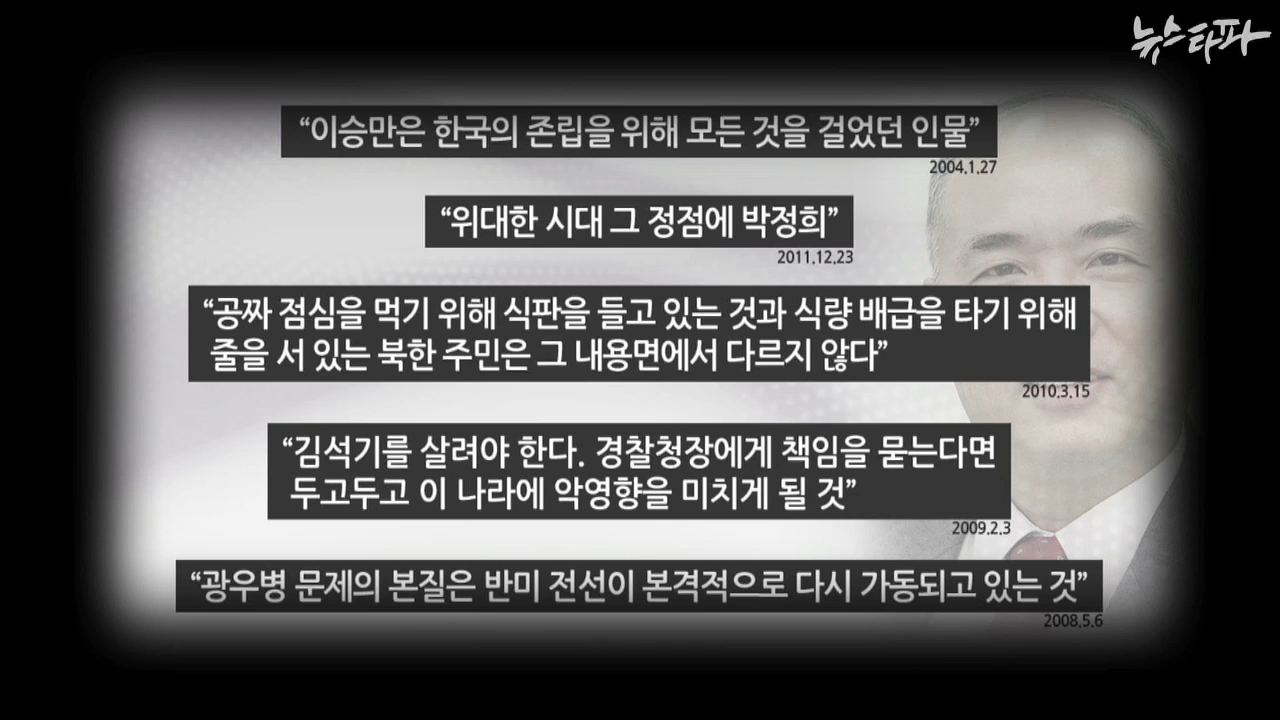 뉴스타파
“이승만은 한국의 존립을 위해 모든 것을 걸었던 인물”
2004.1.27
“위대한 시대 그 정점에 박정희”
2011.12.23
“공짜 점심을 먹기 위해 식판을 들고 있는 것과 식량 배급을 타기 위해
줄을 서 있는 북한 주민은 그 내용면에서 다르지 않다”
2010.3.15
“김석기를 살려야 한다. 경찰청장에게 책임을 묻는다면
두고두고 이 나라에 악영향을 미치게 될 것”
2009.2.3
“광우병 문제의 본질은 반미 전선이 본격적으로 다시 가동되고 있는 것”
2008.5.6